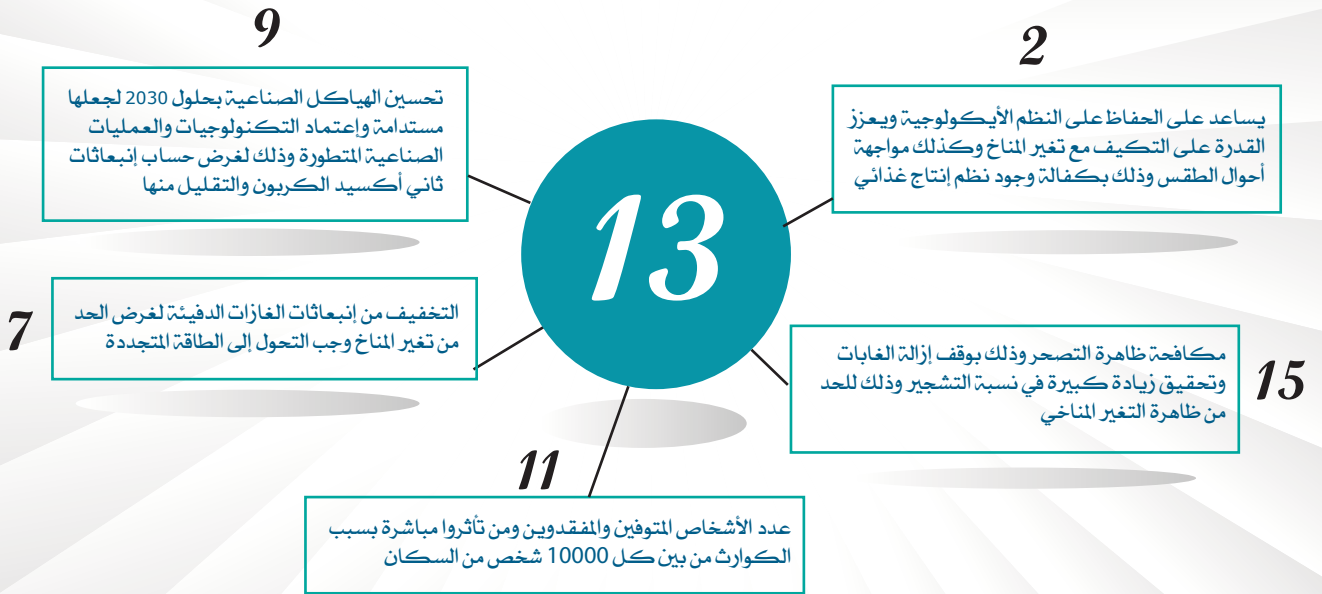 9
تحسين الهياكل الصناعية بحلول 2030 لجعلها
مستدامة وإعتماد التكنولوجيات والعمليات
الصناعية المتطورة وذلك لغرض حساب إنبعاثات
ثاني أكسيد الكربون والتقليل منها
2
يساعد على الحفاظ على النظم الأيكولوجية ويعزز
القدرة على التكيف مع تغير المناخ وكذلك مواجهة
أحوال الطقس وذلك بكفالة وجود نظم إنتاج غذائي
13
7
التخفيف من إنبعاثات الغازات الدفيئة لغرض الحد
من تغير المناخ وجب التحول إلى الطاقة المتجددة
15
مكافحة ظاهرة التصحر وذلك بوقف إزالة الغابات
وتحقيق زيادة كبيرة في نسبة التشجير وذلك للحد
من ظاهرة التغير المناخي
11
عدد الأشخاص المتوفين والمفقدوين ومن تأثروا مباشرة بسبب
الكوارث من بين كل 10000 شخص من السكان